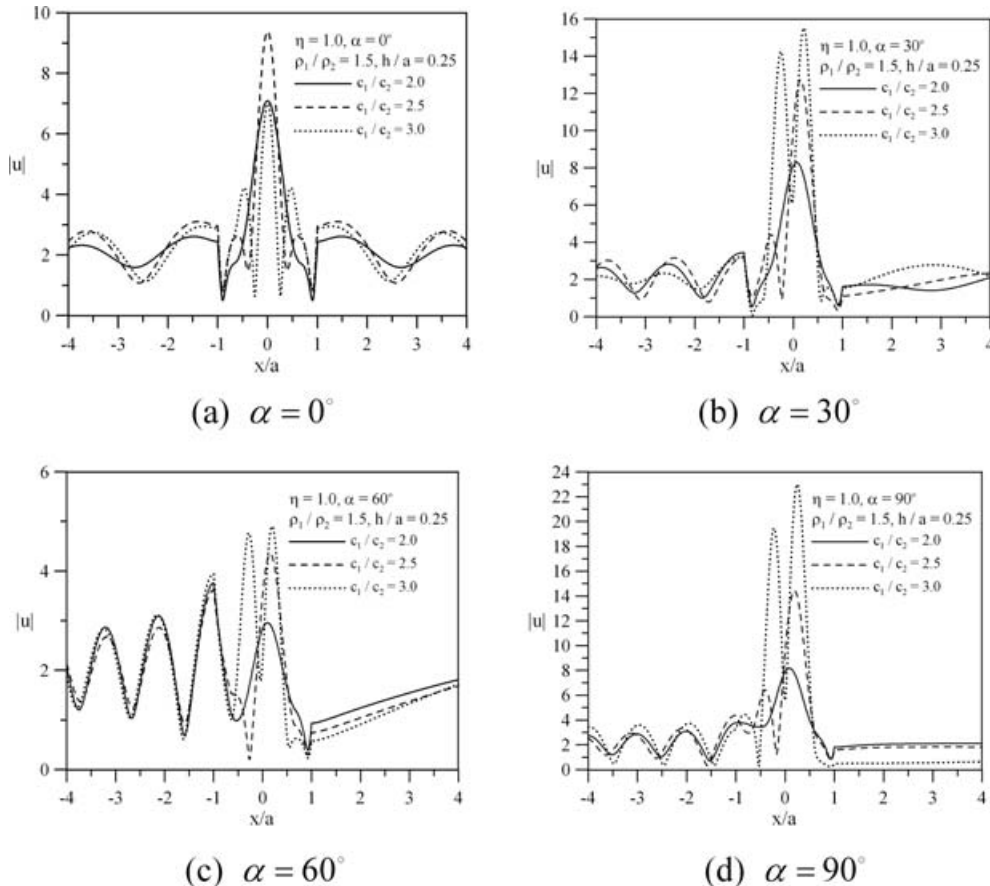 10
8
6
4
2
0
|u|
η = 1.0, α = 0°
ρ₁ / ρ₂ = 1.5, h / a = 0.25
c₁ / c₂ = 2.0
c₁ / c₂ = 2.5
c₁ / c₂ = 3.0
-4 -3 -2 -1 0 1 2 3 4
x/a
(a) α = 0°
16
14
12
10
8
6
4
2
0
|u|
η = 1.0, α = 30°
ρ₁ / ρ₂ = 1.5, h / a = 0.25
c₁ / c₂ = 2.0
c₁ / c₂ = 2.5
c₁ / c₂ = 3.0
-4 -3 -2 -1 0 1 2 3 4
x/a
(b) α = 30°
6
4
2
0
|u|
η = 1.0, α = 60°
ρ₁ / ρ₂ = 1.5, h / a = 0.25
c₁ / c₂ = 2.0
c₁ / c₂ = 2.5
c₁ / c₂ = 3.0
-4 -3 -2 -1 0 1 2 3 4
x/a
(c) α = 60°
24
22
20
18
16
14
12
10
8
6
4
2
0
|u|
η = 1.0, α = 90°
ρ₁ / ρ₂ = 1.5, h / a = 0.25
c₁ / c₂ = 2.0
c₁ / c₂ = 2.5
c₁ / c₂ = 3.0
-4 -3 -2 -1 0 1 2 3 4
x/a
(d) α = 90°